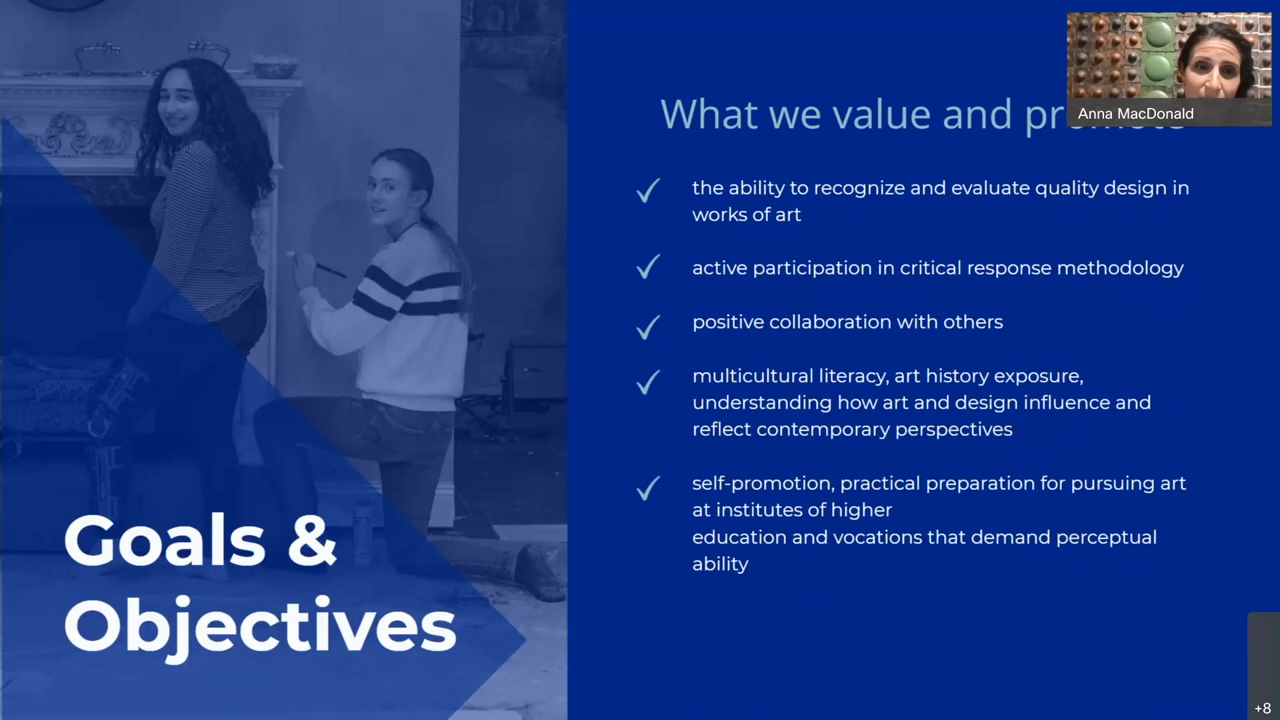 Anna MacDonald
What we value and
the ability to recognize and evaluate quality design in
works of art
active participation in critical response methodology
positive collaboration with others
multicultural literacy, art history exposure,
understanding how art and design influence and
reflect contemporary perspectives
self-promotion, practical preparation for pursuing art
at institutes of higher
education and vocations that demand perceptual
ability
Goals &
Objectives
+8